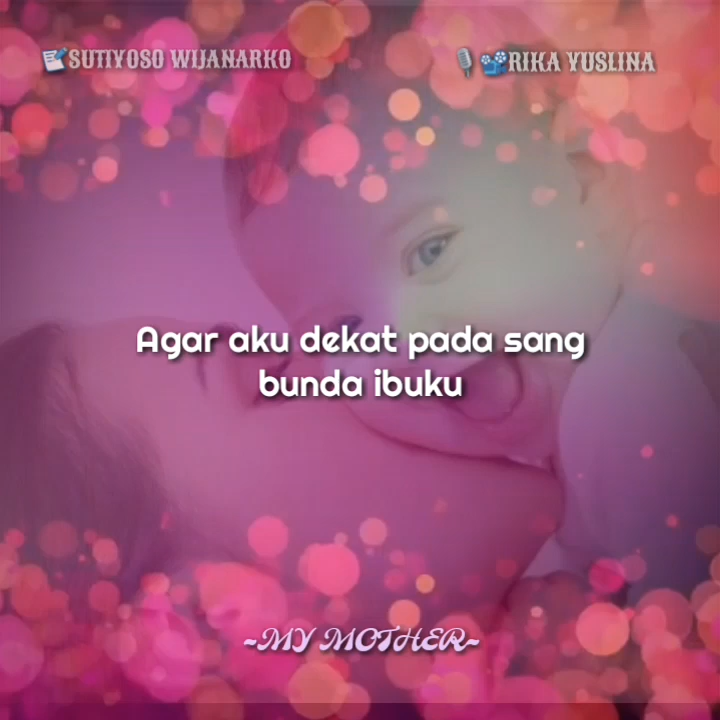 📝SUTIYOSO WIJANARKO
🎙️📽️RIKA YUSLINA
Agar aku dekat pada sang
bunda ibuku
~MY MOTHER~